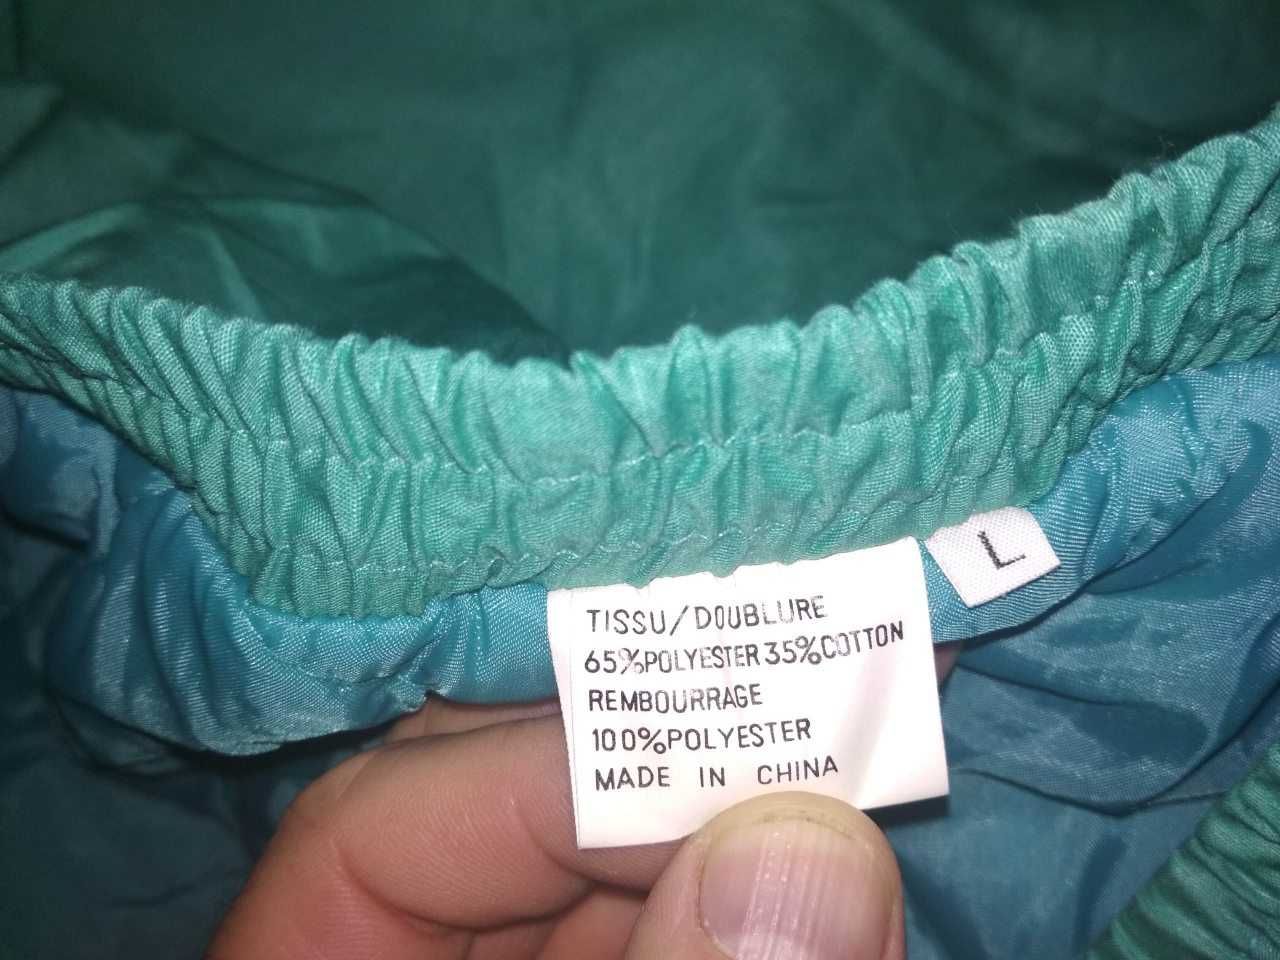 TISSU/DOUBLURE
65%POLYESTER 35%COTTON
REMBOURRAGE
100%POLYESTER
MADE IN CHINA
L